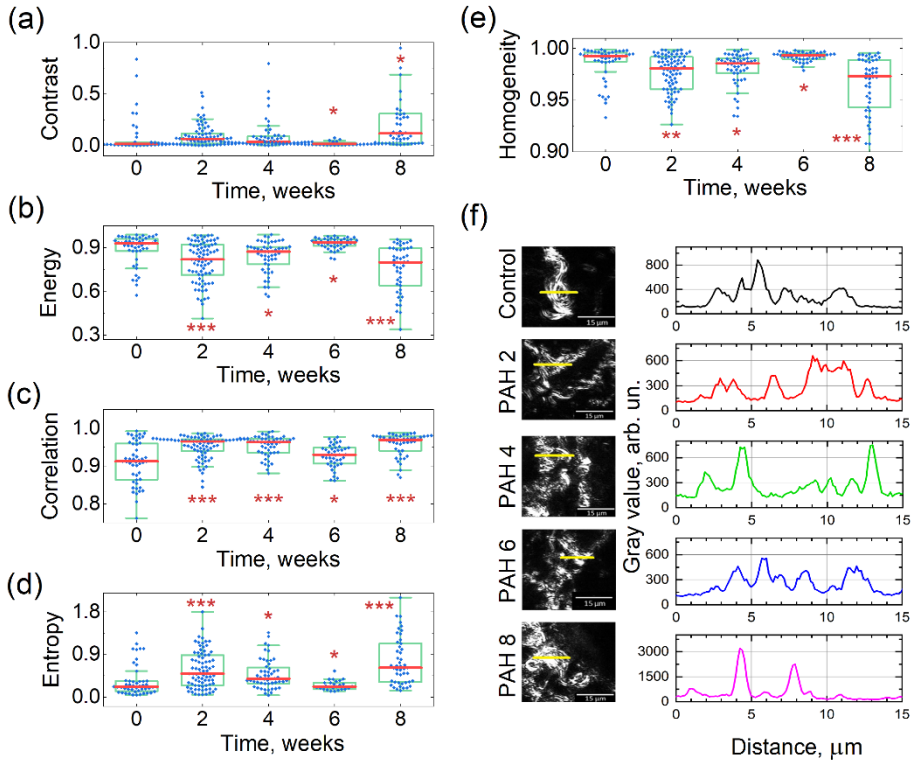 (a)
Contrast
1.0
0.5
0.0
*
*
0 2 4 6 8
Time, weeks
(b)
Energy
0.9
0.6
0.3
***
*
*
***
0 2 4 6 8
Time, weeks
(c)
Correlation
1.0
0.9
0.8
***
***
*
***
0 2 4 6 8
Time, weeks
(d)
Entropy
1.8
0.9
0.0
***
*
*
***
0 2 4 6 8
Time, weeks
(e)
Homogeneity
1.00
0.95
0.90
**
*
*
***
0 2 4 6 8
Time, weeks
(f)
Control
15 µm
800
400
0
0 5 10 15
PAH 2
15 µm
600
300
0
0 5 10 15
PAH 4
15 µm
600
300
0
0 5 10 15
PAH 6
15 µm
600
300
0
0 5 10 15
PAH 8
15 µm
3000
1500
0
0 5 10 15
Gray value, arb. un.
Distance, µm